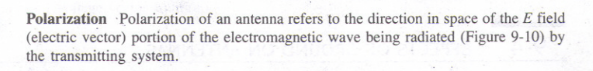 Polarization Polarization of an antenna refers to the direction in space of the E field
(electric vector) portion of the electromagnetic wave being radiated (Figure 9-10) by
the transmitting system.